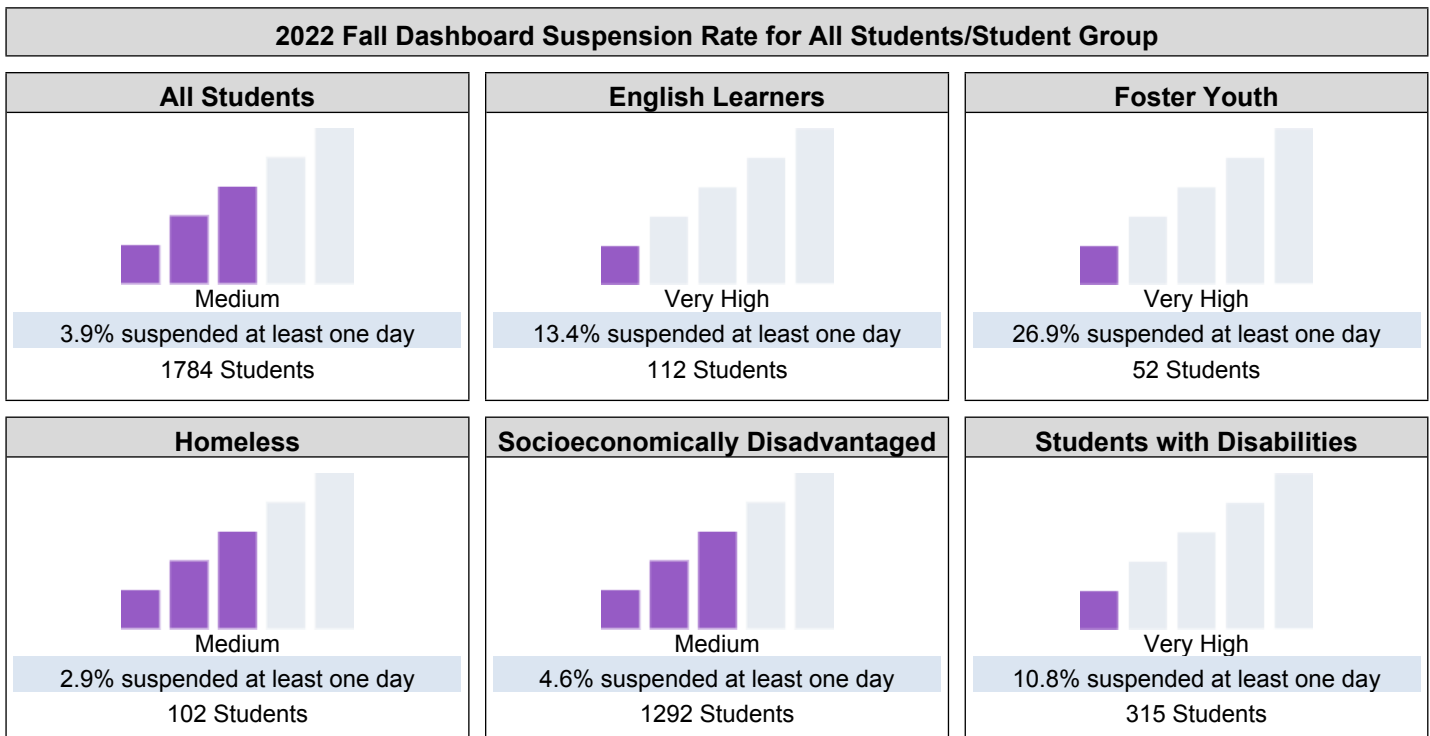 2022 Fall Dashboard Suspension Rate for All Students/Student Group
All Students
Medium
3.9% suspended at least one day
1784 Students
English Learners
Very High
13.4% suspended at least one day
112 Students
Foster Youth
Very High
26.9% suspended at least one day
52 Students
Homeless
Medium
2.9% suspended at least one day
102 Students
Socioeconomically Disadvantaged
Medium
4.6% suspended at least one day
1292 Students
Students with Disabilities
Very High
10.8% suspended at least one day
315 Students